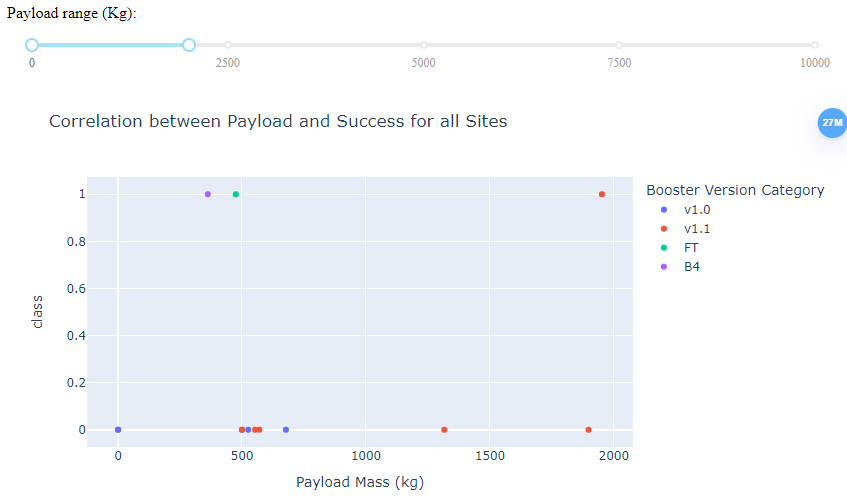 Payload range (Kg):
0 2500 5000 7500 10000
Correlation between Payload and Success for all Sites
27M
Booster Version Category
v1.0
v1.1
FT
B4
class
1
0.8
0.6
0.4
0.2
0
0 500 1000 1500 2000
Payload Mass (kg)